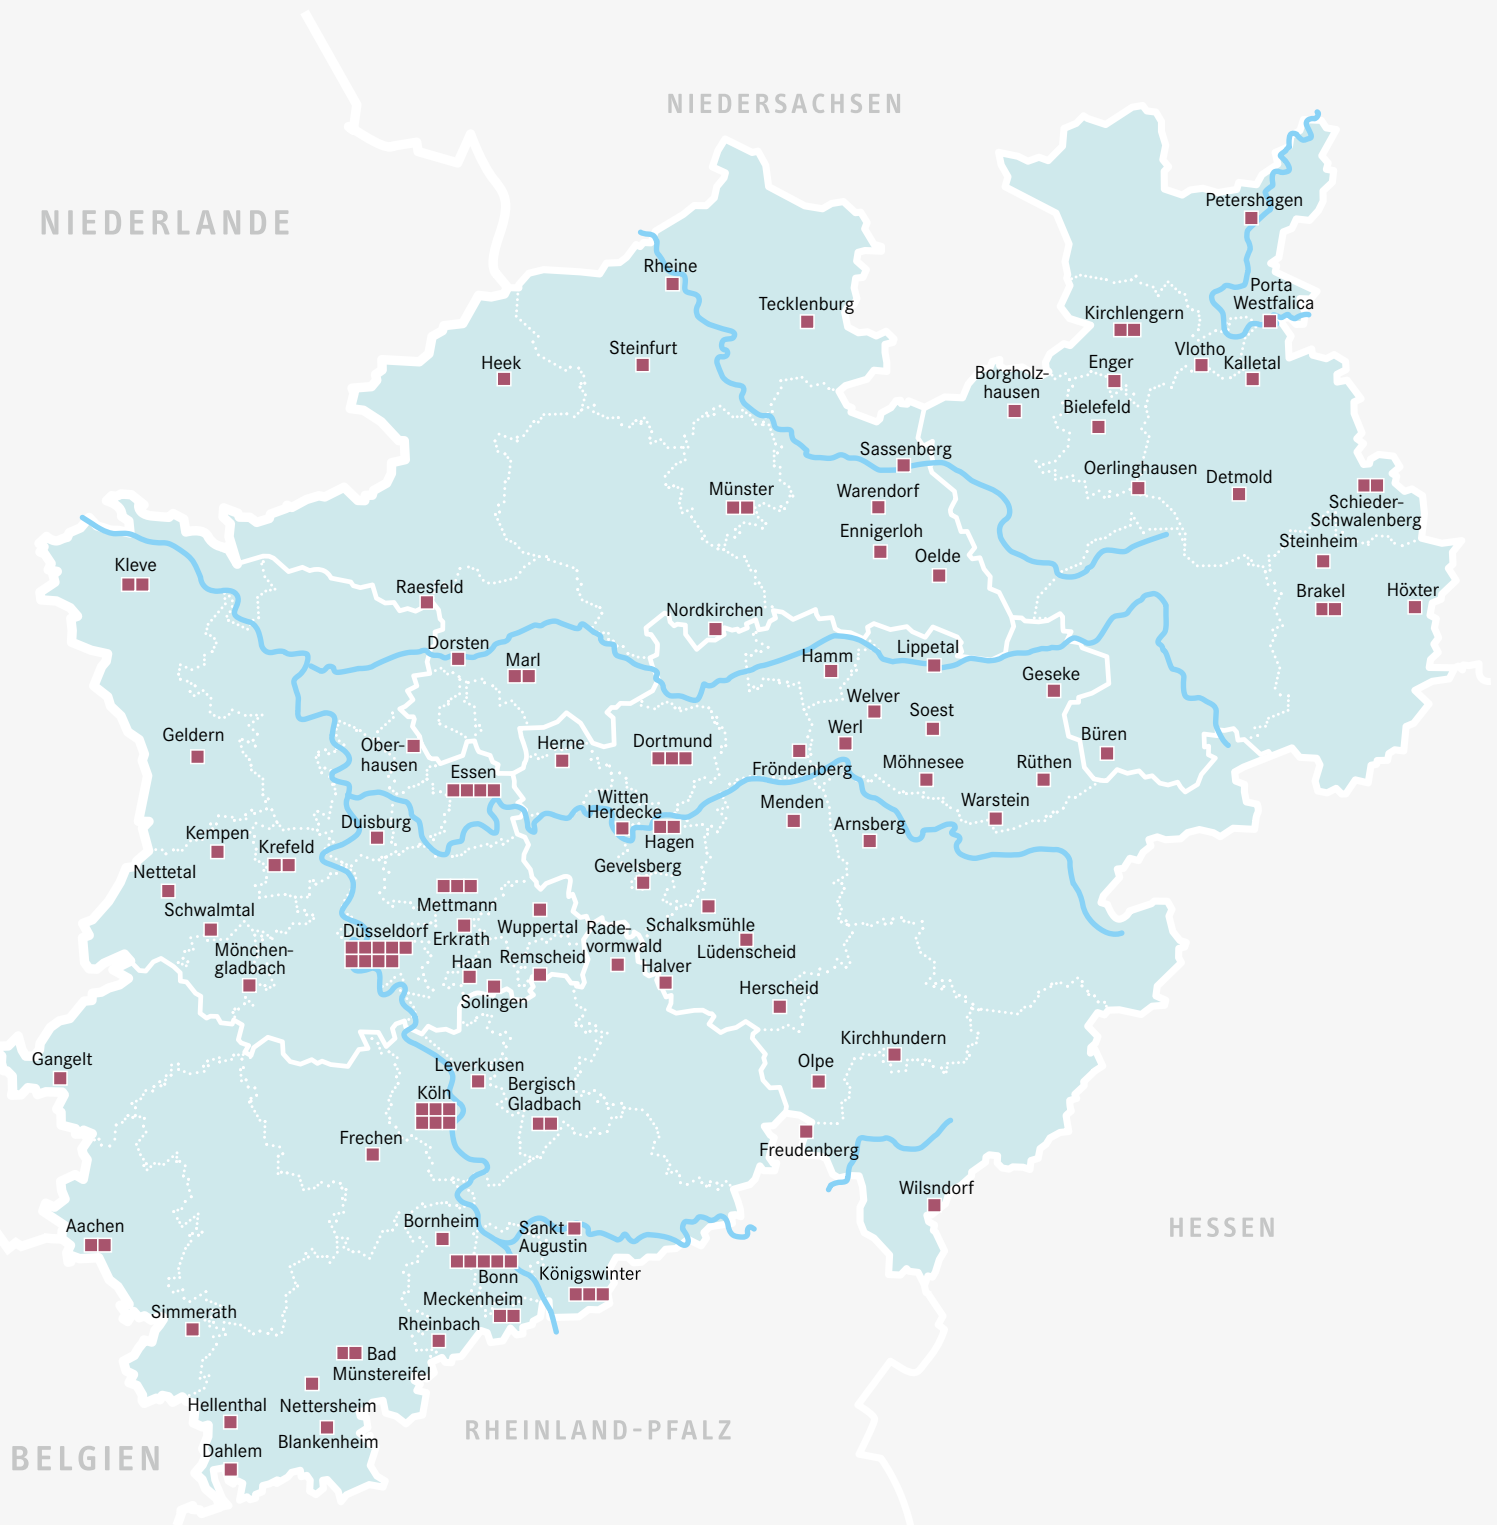 NIEDERSACHSEN
NIEDERLANDE
Petershagen
Rheine
Tecklenburg
Porta
Westfalica
Kirchlengern
Steinfurt
Heek
Vlotho
Enger
Kalletal
Borgholz-
hausen
Bielefeld
Sassenberg
Oerlinghausen
Detmold
Münster
Warendorf
Schieder-
Schwalenberg
Ennigerloh
Steinheim
Oelde
Kleve
Raesfeld
Brakel
Höxter
Nordkirchen
Dorsten
Marl
Hamm
Lippetal
Geseke
Welver
Soest
Geldern
Ober-
hausen
Herne
Dortmund
Werl
Büren
Essen
Fröndenberg
Möhnesee
Rüthen
Witten
Herdecke
Menden
Warstein
Duisburg
Hagen
Arnsberg
Kempen
Krefeld
Gevelsberg
Nettetal
Mettmann
Schwalmtal
Wuppertal
Rade-
vormwald
Schalksmühle
Düsseldorf
Erkrath
Mönchen-
gladbach
Haan
Remscheid
Halver
Lüdenscheid
Solingen
Herscheid
Kirchhundern
Gangelt
Leverkusen
Olpe
Köln
Bergisch
Gladbach
Frechen
Freudenberg
Wilsndorf
Aachen
Bornheim
Sankt
Augustin
HESSEN
Bonn
Königswinter
Meckenheim
Simmerath
Rheinbach
Bad
Münstereifel
Hellenthal
Nettersheim
RHEINLAND-PFALZ
Blankenheim
Dahlem
BELGIEN